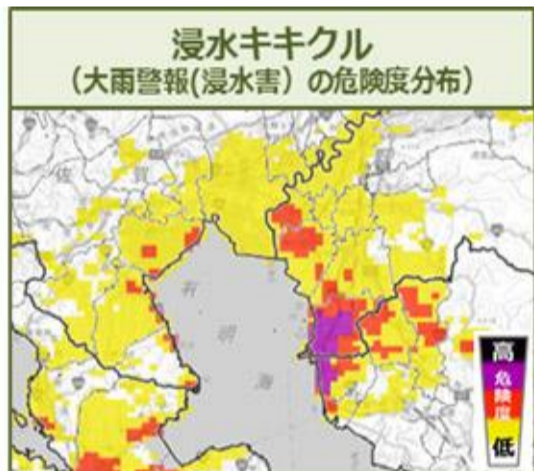 浸水キキクル
（大雨警報(浸水害）の危険度分布）
佐
賀
有
明
海
高
危
険
度
低